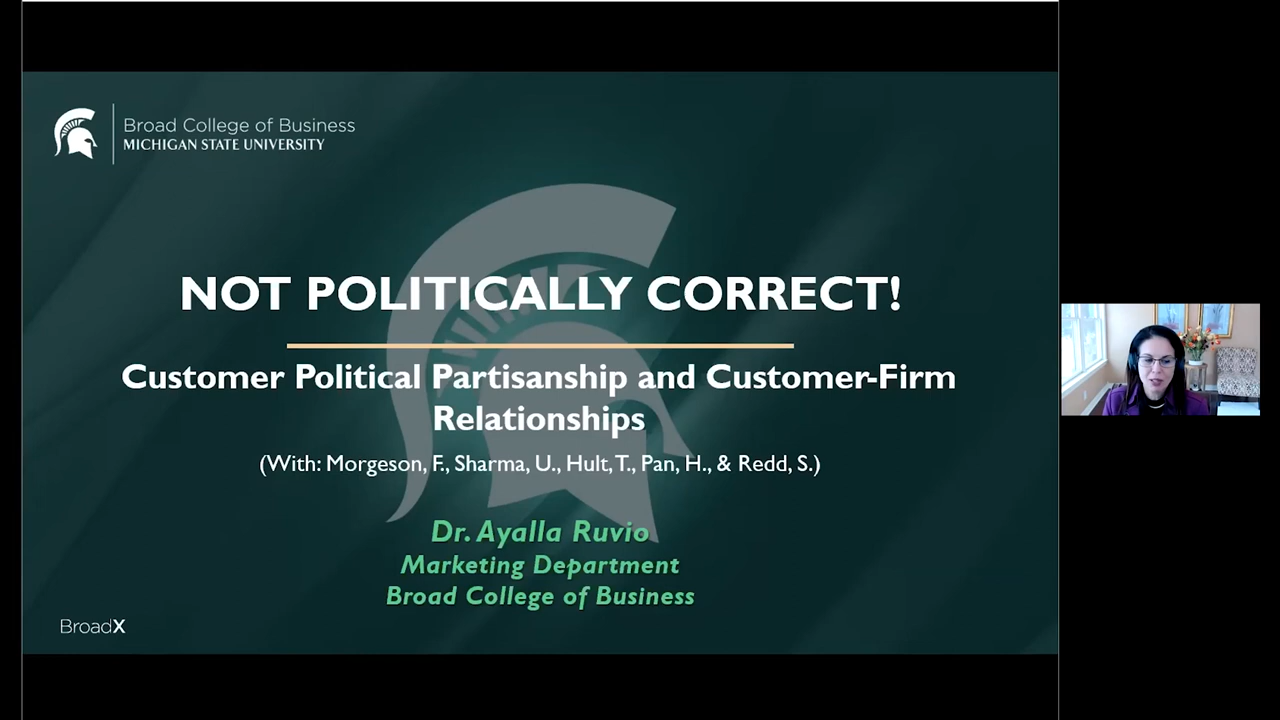 Broad College of Business
MICHIGAN STATE UNIVERSITY
NOT POLITICALLY CORRECT!
Customer Political Partisanship and Customer-Firm
Relationships
(With: Morgeson, F., Sharma, U., Hult, T., Pan, H., & Redd, S.)
Dr. Ayalla Ruvio
Marketing Department
Broad College of Business
BroadX